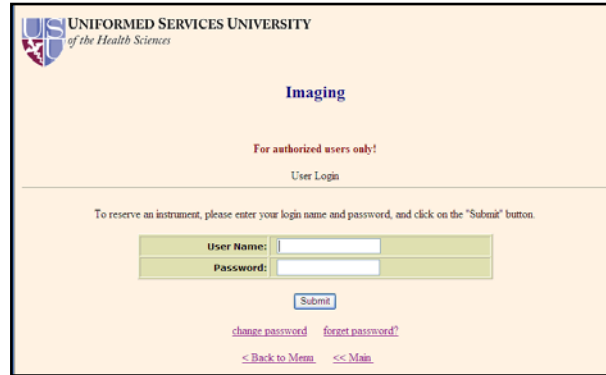 UNIFORMED SERVICES UNIVERSITY
of the Health Sciences
Imaging
For authorized users only!
User Login
To reserve an instrument, please enter your login name and password, and click on the "Submit" button.
User Name:
Password:
Submit
change password forget password?
< Back to Menu << Main